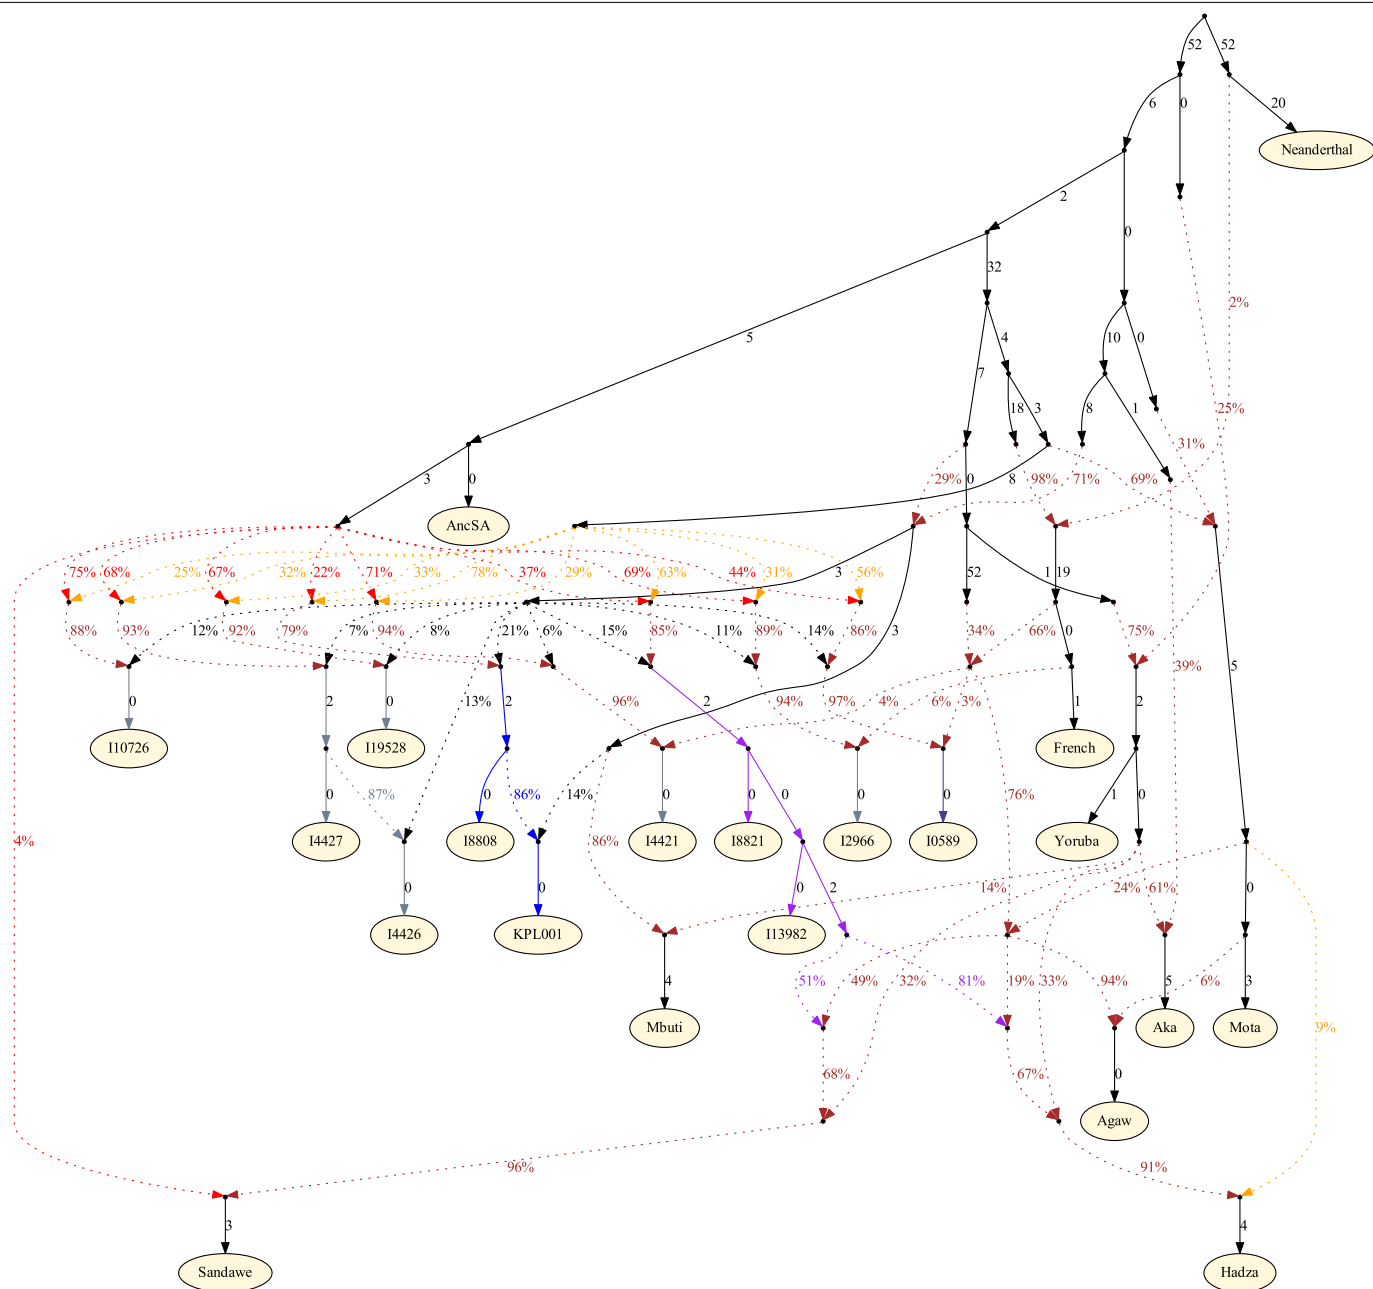 52 52
6 0 20
Neanderthal
2
0
32
2%
5 4 10 0
7
18 3 8 1 25%
31%
3 0 29% 0 8 98% 71% 69%
AncSA
75% 68% 25% 67% 32% 22% 71% 33% 78% 29% 37% 69% 63% 44% 31% 56% 3 52 1 19
88% 93% 12% 92% 79% 7% 94% 8% 21% 6% 15% 85% 11% 89% 14% 86% 3 34% 66% 0 75%
39% 5
0 2 0 13% 2 96% 2 94% 97% 4% 6% 3% 1 2
I10726 I19528 French
0 87% 0 86% 14% 0 0 0 0 0 76% 1 0
4% I4427 I8808 86% I4421 I8821 I2966 I0589 Yoruba
0 0 0 2 14% 24% 61% 0
I4426 KPL001 I13982
4 51% 49% 32% 81% 19% 33% 94% 5 6% 3
Mbuti Aka Mota 9%
68% 67% 0
Agaw
96% 91%
3 4
Sandawe Hadza